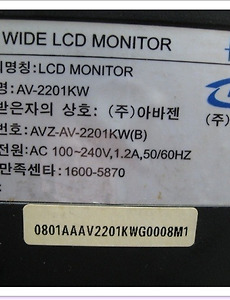 WIDE LCD MONITOR
기명칭:LCD MONITOR
명:AV-2201KW
받은자의 상호: (주)아바젠
번호:AVZ-AV-2201KW(B)
전원:AC 100~240V,1.2A,50/60HZ
만족센타:1600-5870
(주)
0801AAAV2201KWG0008M1